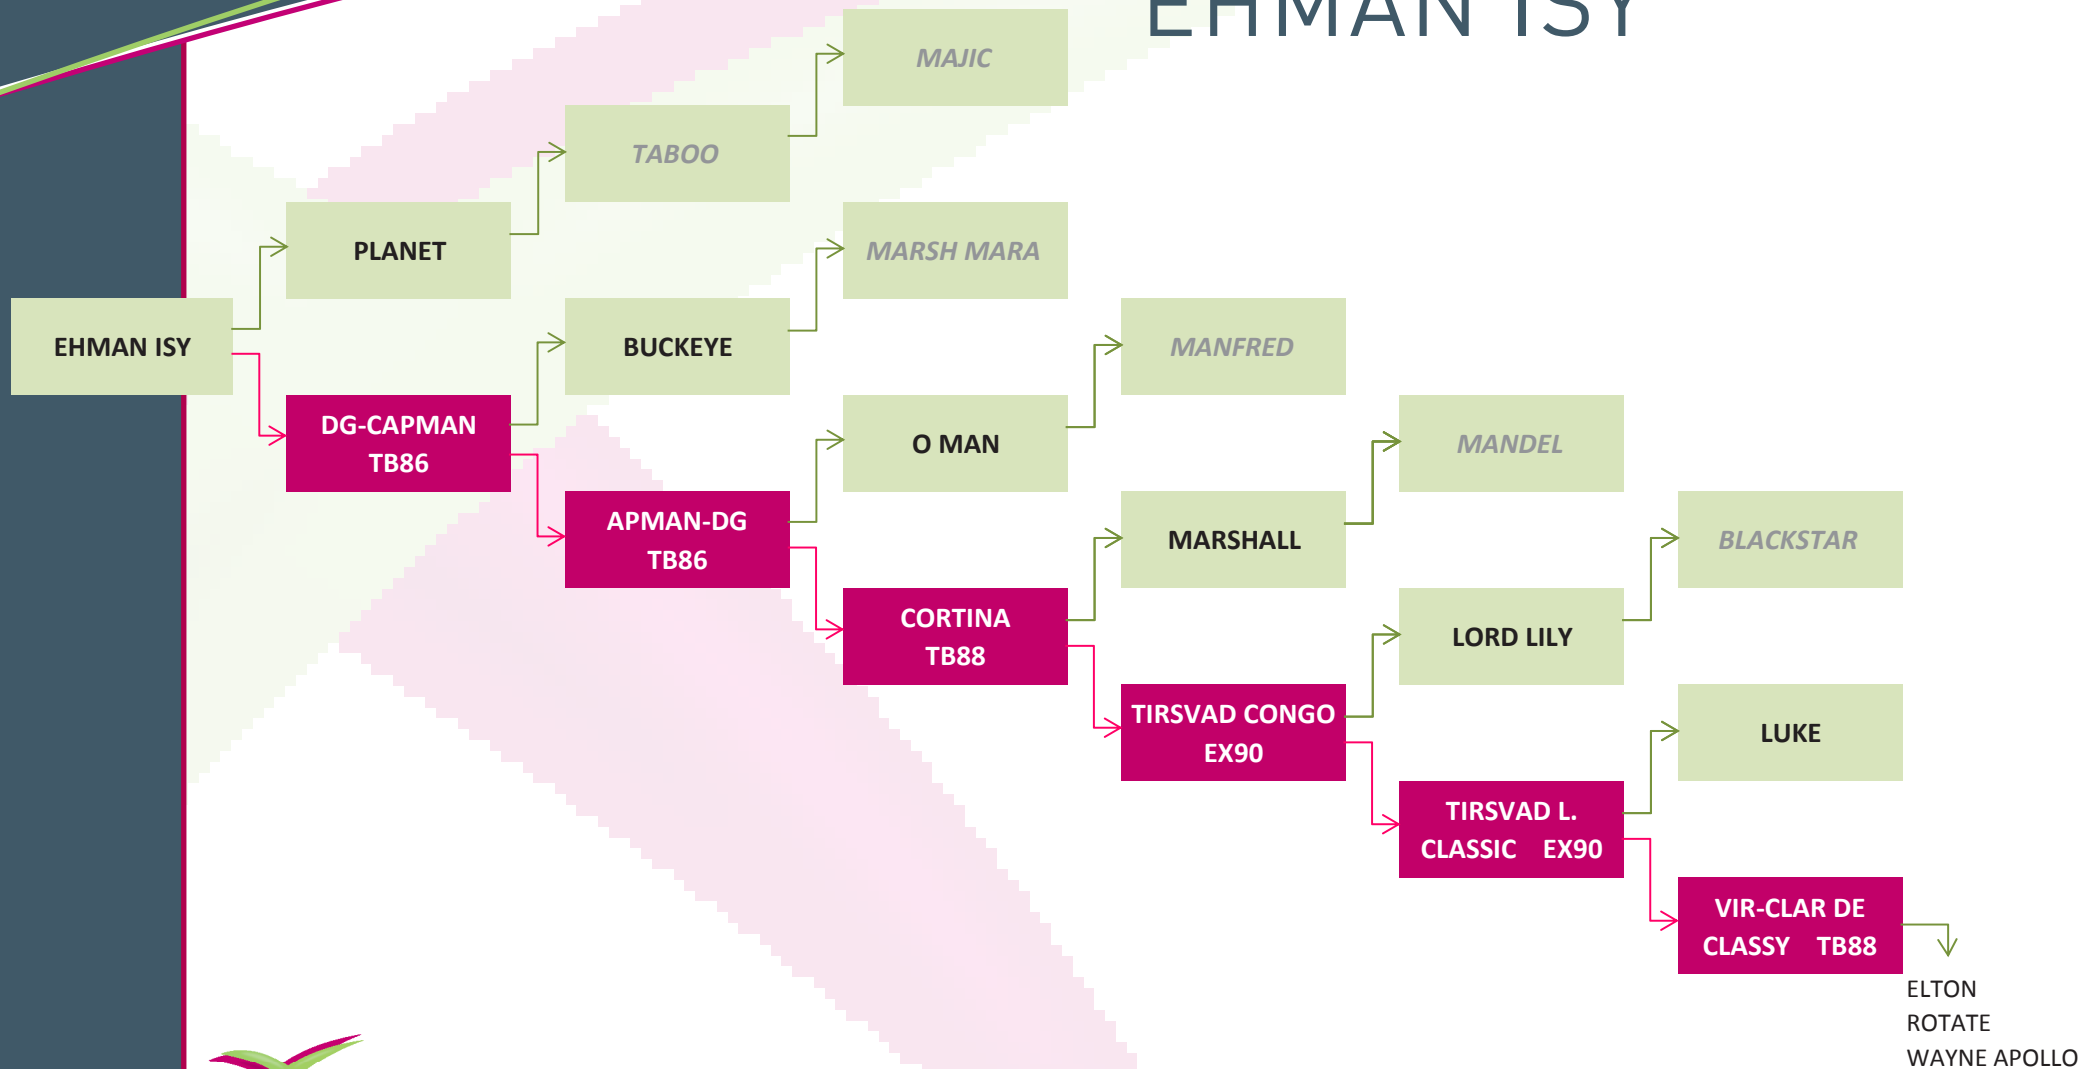 EHMAN ISY
MAJIC
TABOO
PLANET
MARSH MARA
EHMAN ISY
BUCKEYE
MANFRED
DG-CAPMAN
TB86
O MAN
MANDEL
APMAN-DG
TB86
MARSHALL
BLACKSTAR
CORTINA
TB88
LORD LILY
TIRSVAD CONGO
EX90
LUKE
TIRSVAD L.
CLASSIC EX90
VIR-CLAR DE
CLASSY TB88
ELTON
ROTATE
WAYNE APOLLO